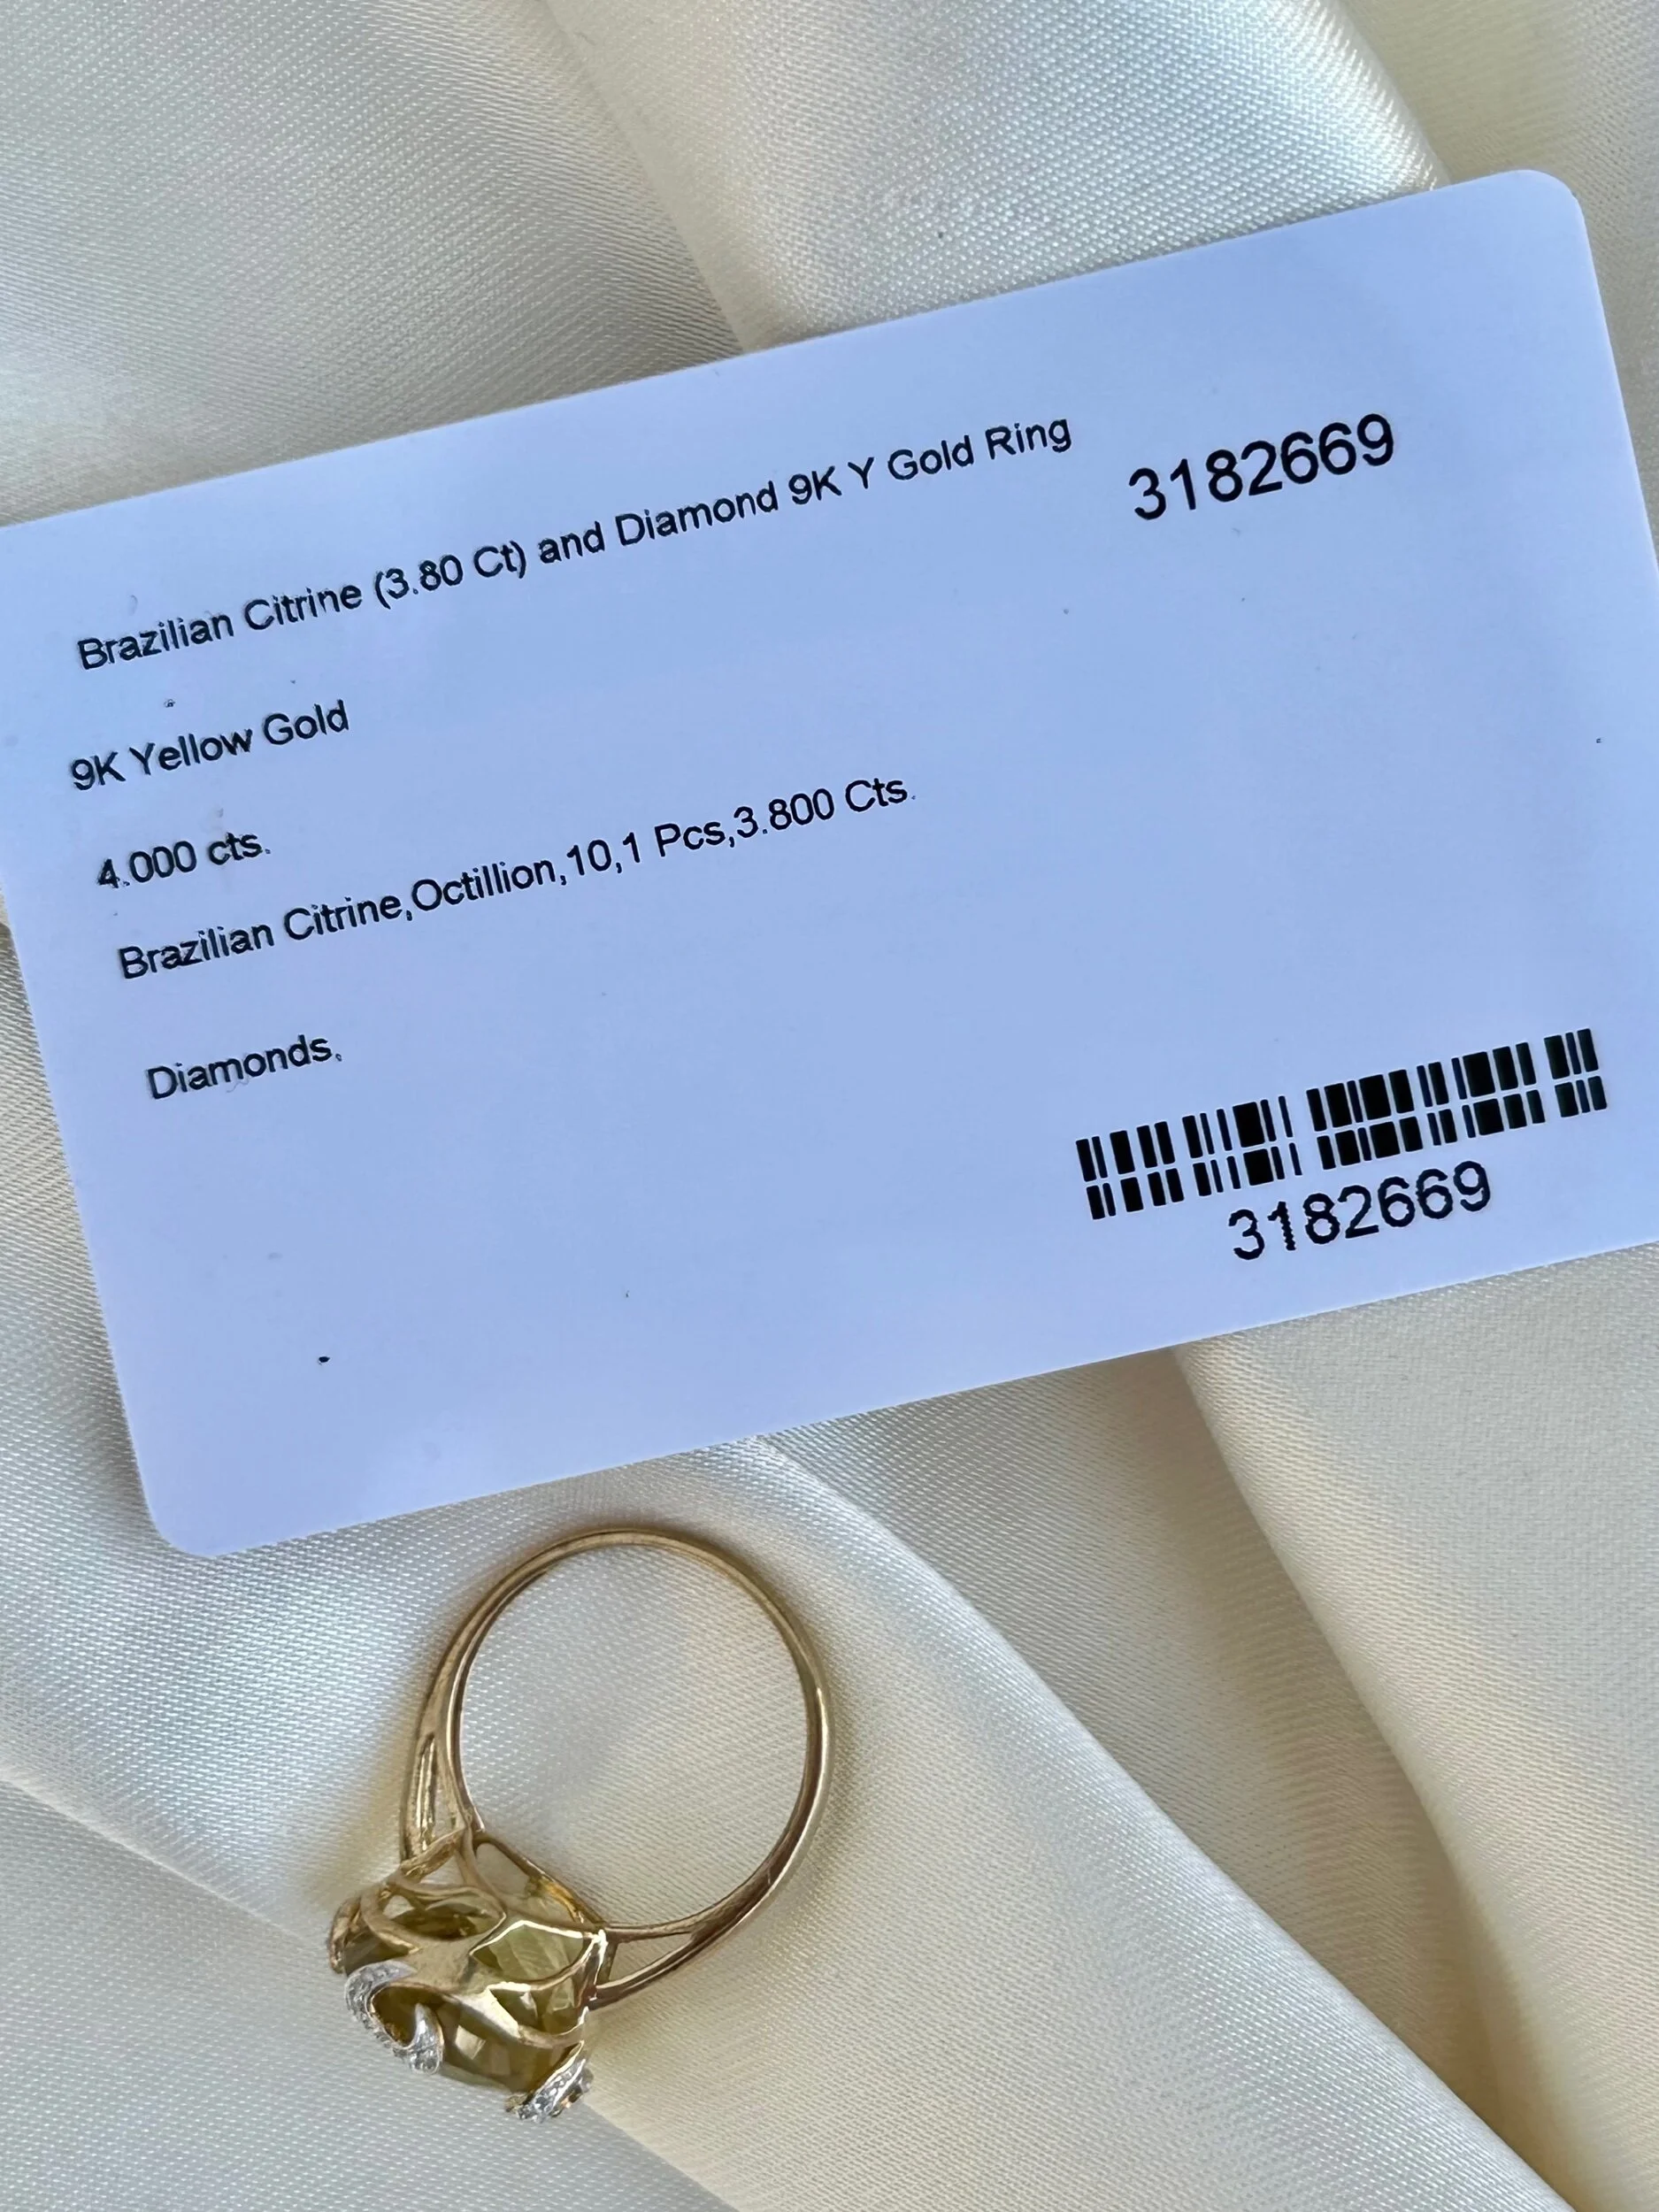 Brazilian Citrine (3.80 Ct) and Diamond 9K Y Gold Ring
3182669
9K Yellow Gold
4.000 cts.
Brazilian Citrine,Octillion,10,1 Pcs,3.800 Cts.
Diamonds,
3182669